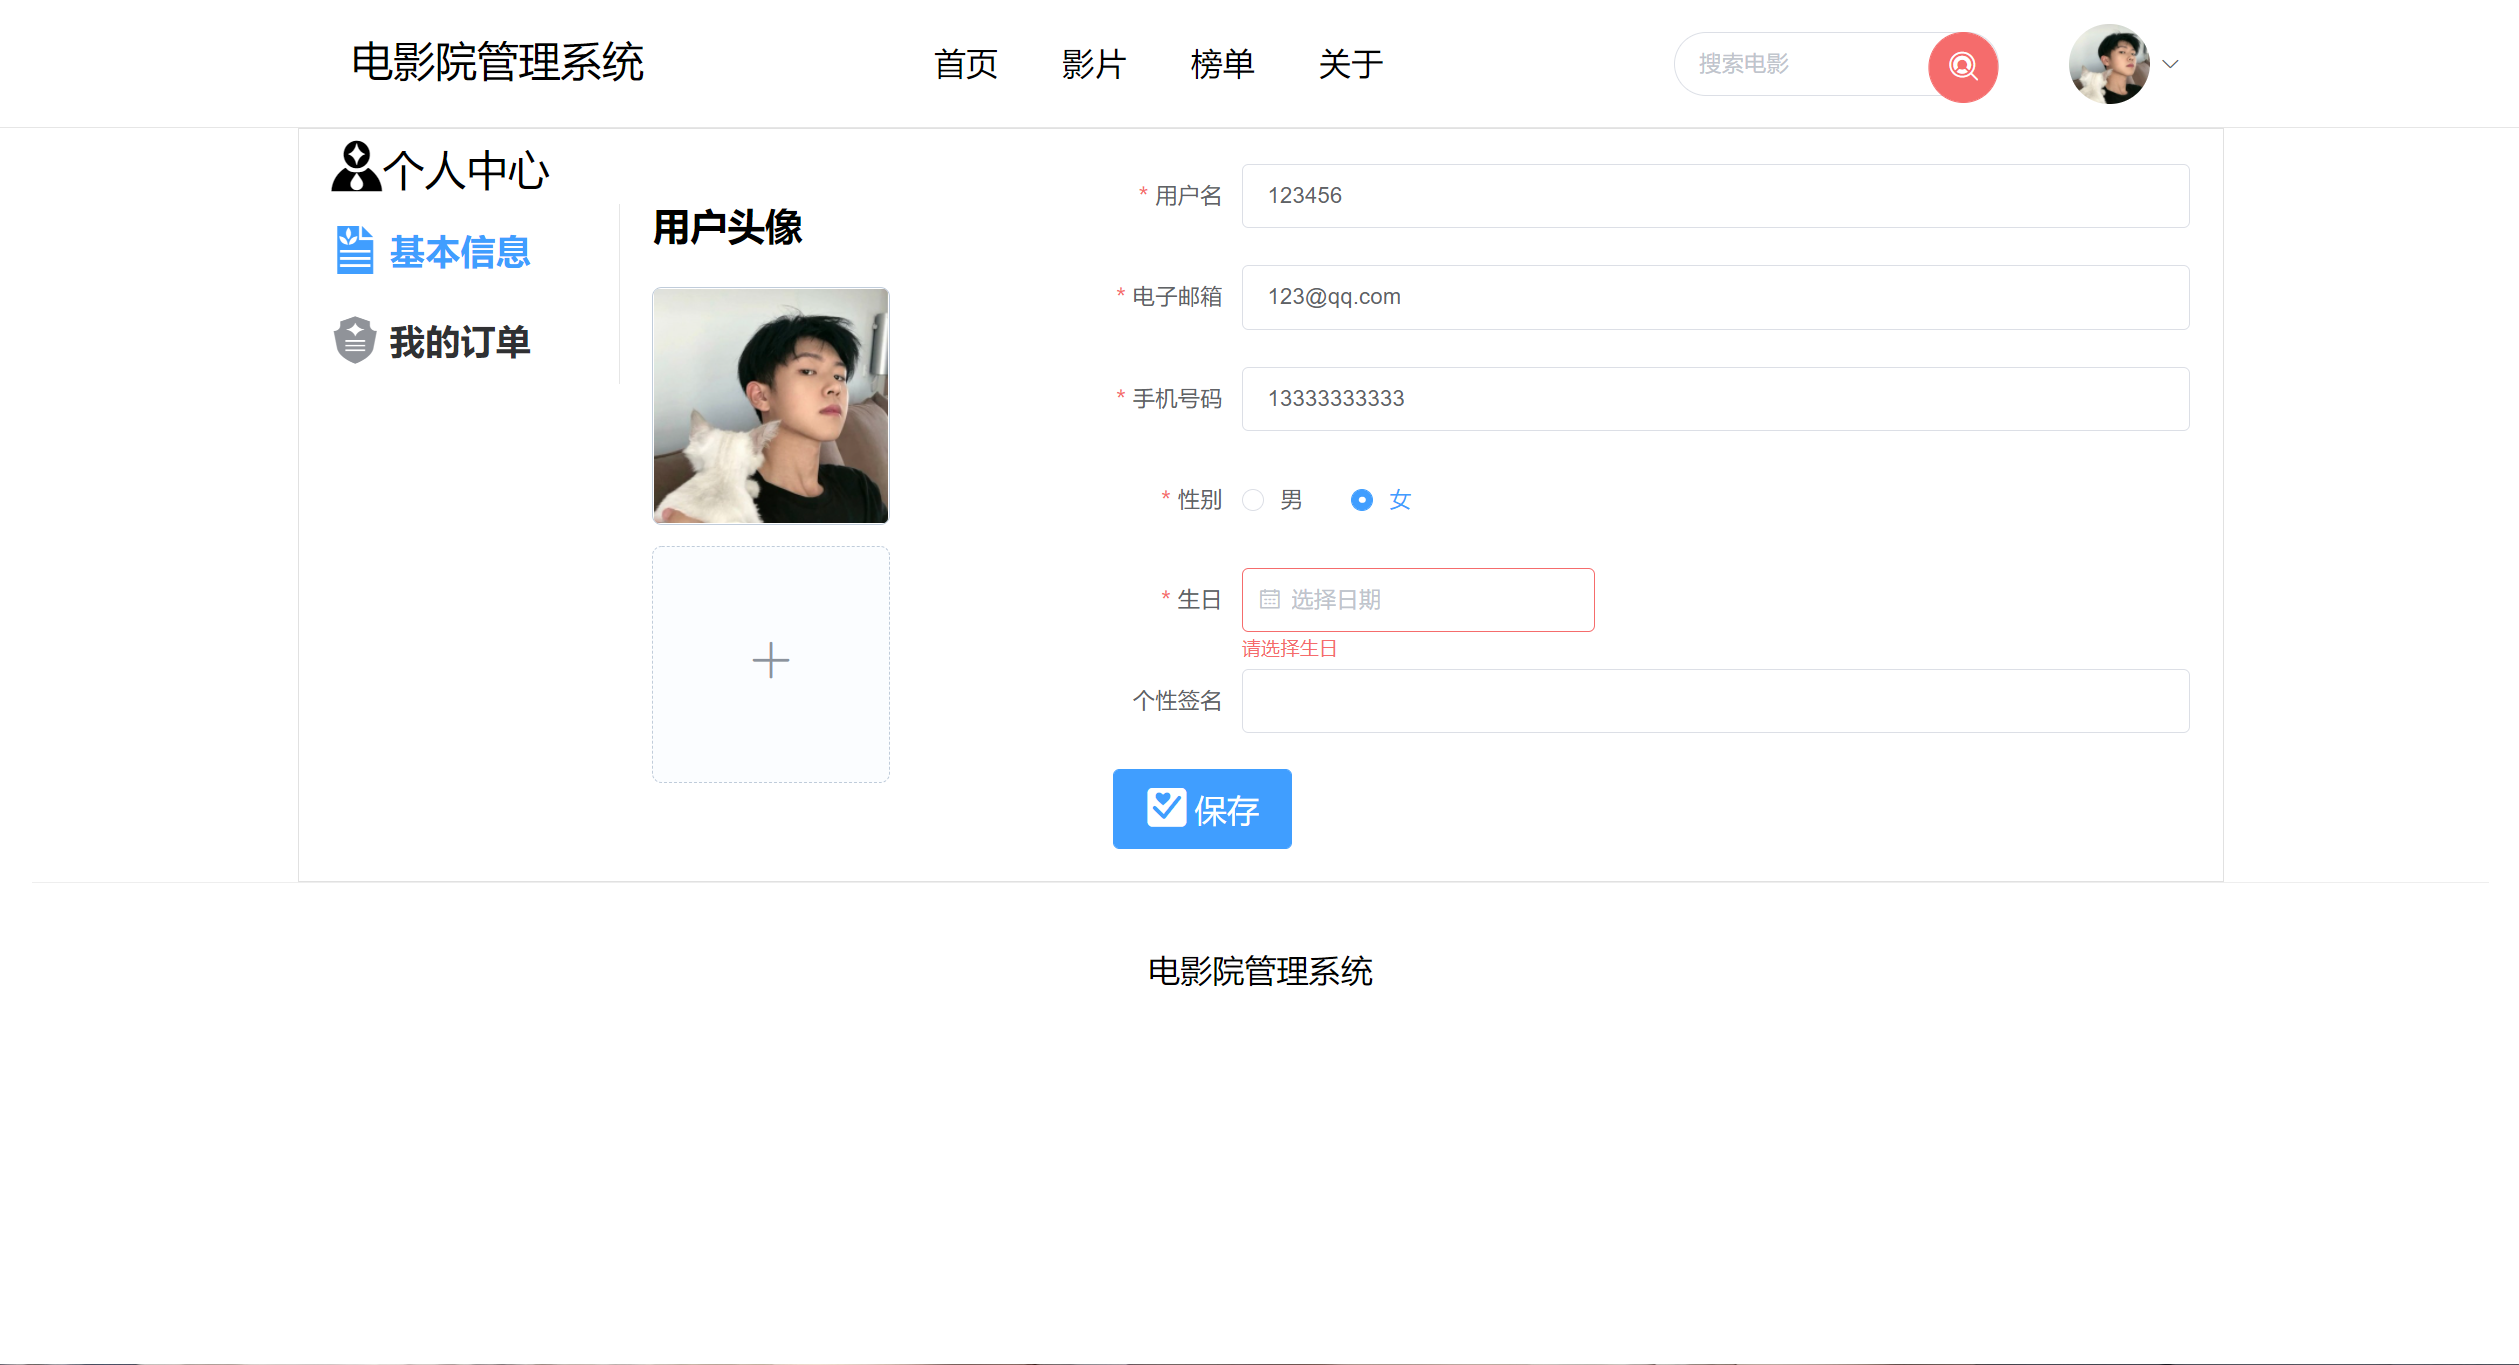 电影院管理系统
首页 影片 榜单 关于
搜索电影
个人中心
基本信息
我的订单
用户头像
* 用户名 123456
* 电子邮箱 123@qq.com
* 手机号码 13333333333
* 性别 男 女
* 生日 选择日期
请选择生日
个性签名
保存
电影院管理系统